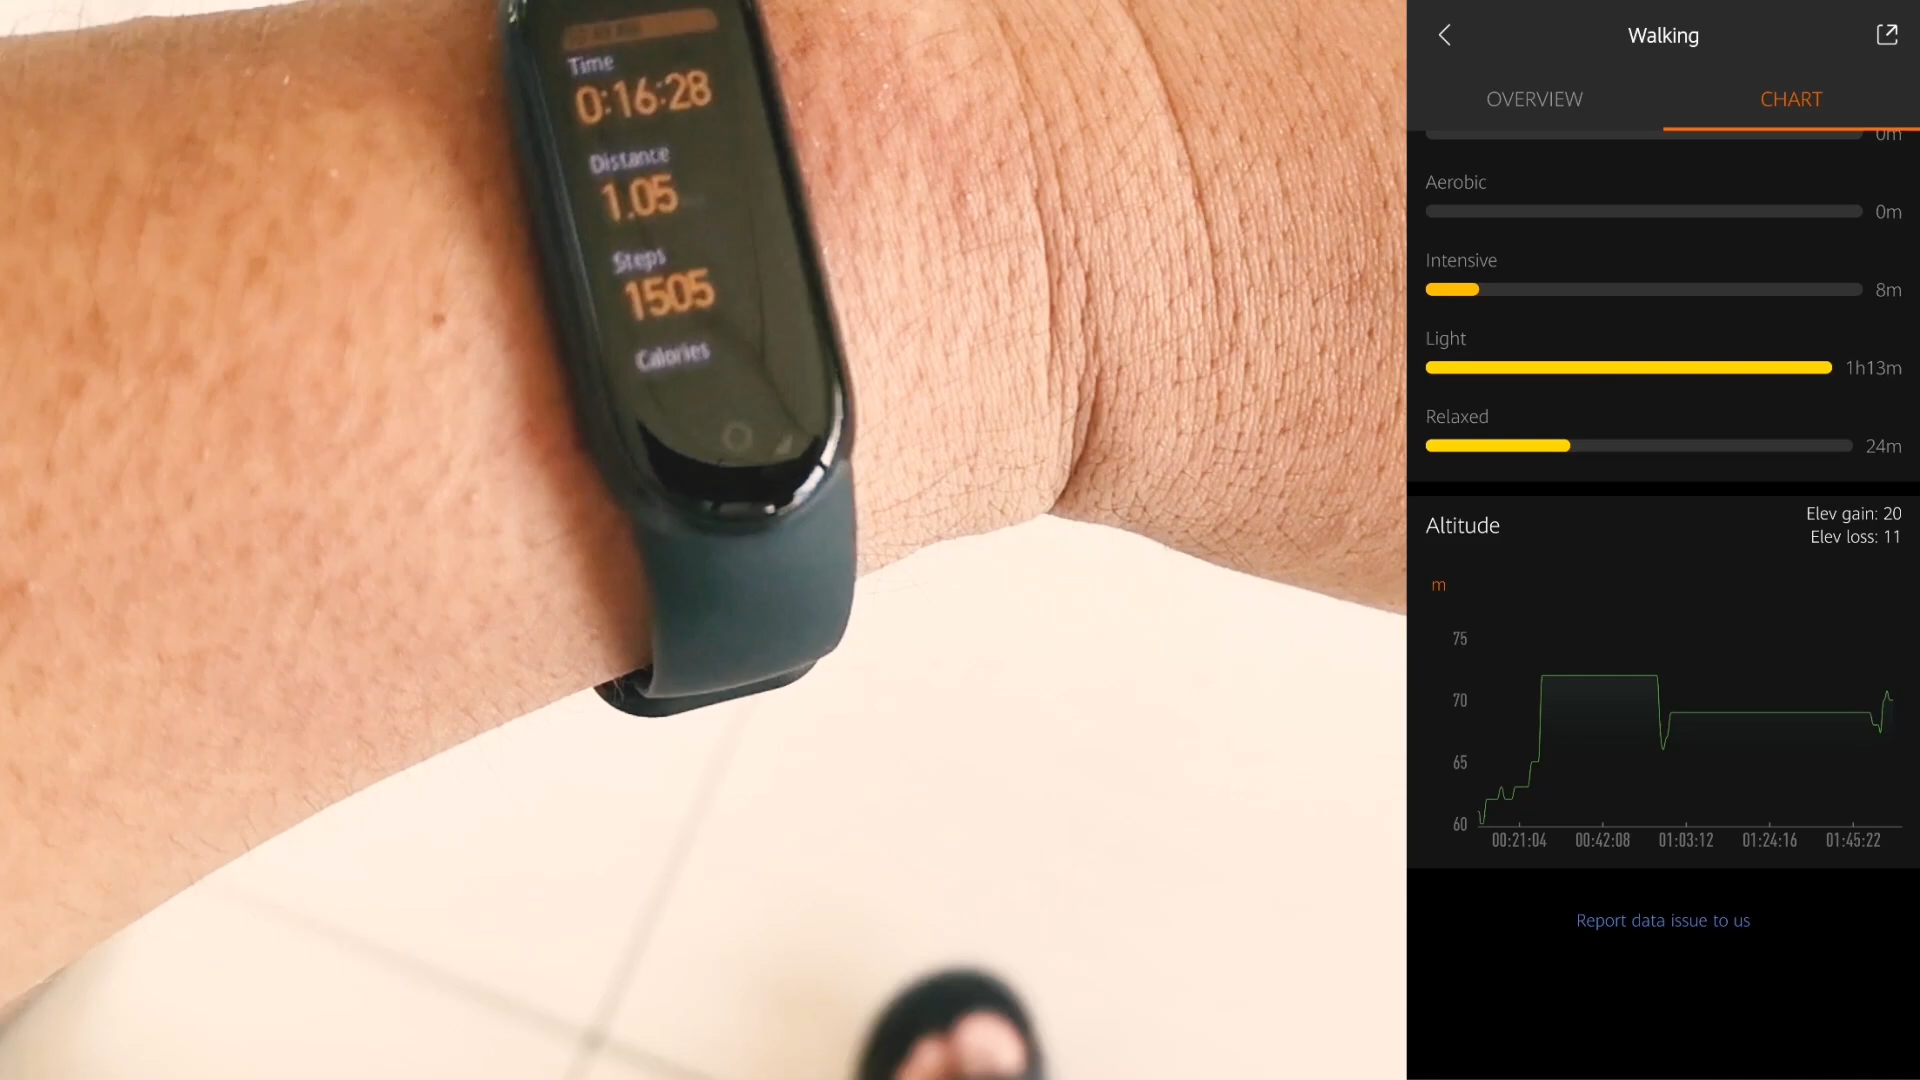 Time
0:16:28
Distance
1.05
Steps
1505
Calories
Walking
OVERVIEW
CHART
0m
Aerobic
0m
Intensive
8m
Light
1h13m
Relaxed
24m
Altitude
Elev gain: 20
Elev loss: 11
m
75
70
65
60
00:21:04
00:42:08
01:03:12
01:24:16
01:45:22
Report data issue to us